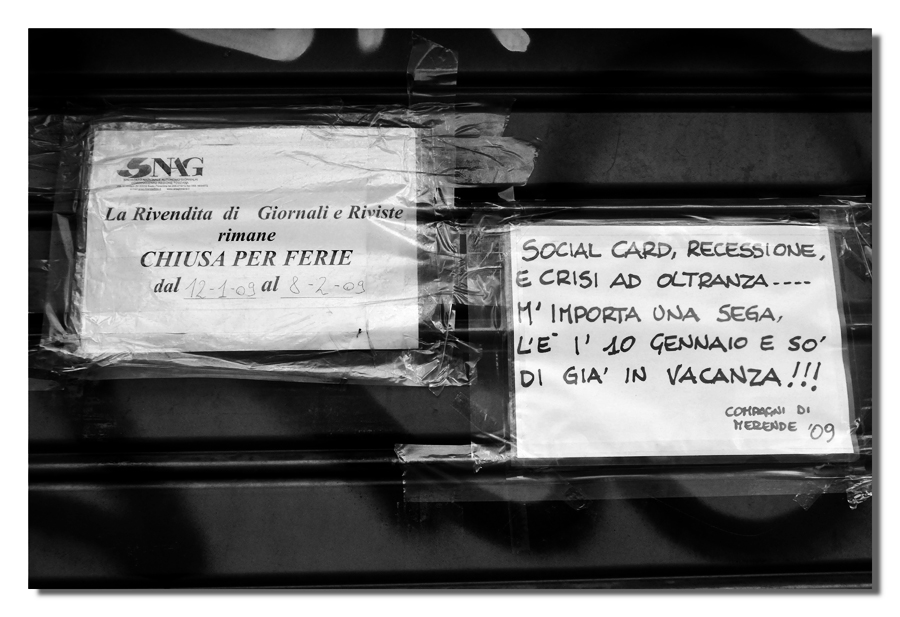 SNAG
La Rivendita di Giornali e Riviste
rimane
CHIUSA PER FERIE
dal 12-1-09 al 8-2-09
SOCIAL CARD, RECESSIONE,
E CRISI AD OLTRANZA-----
M' IMPORTA UNA SEGA,
L'E' I' 10 GENNAIO E SO'
DI GIA' IN VACANZA!!!
COMPAGNI DI
MERENDE '09